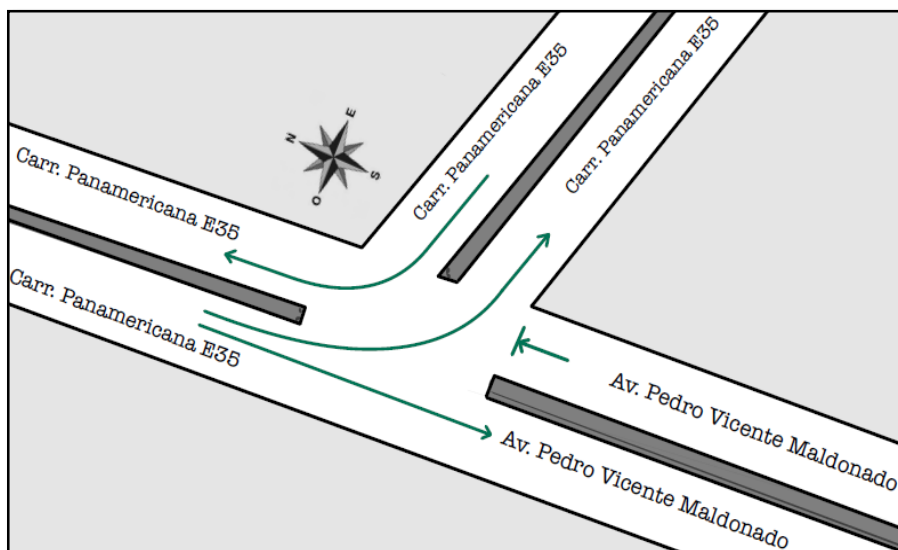 Carr. Panamericana E35
Carr. Panamericana E35
E
N
S
O
Carr. Panamericana E35
Carr. Panamericana E35
Av. Pedro Vicente Maldonado
Av. Pedro Vicente Maldonado